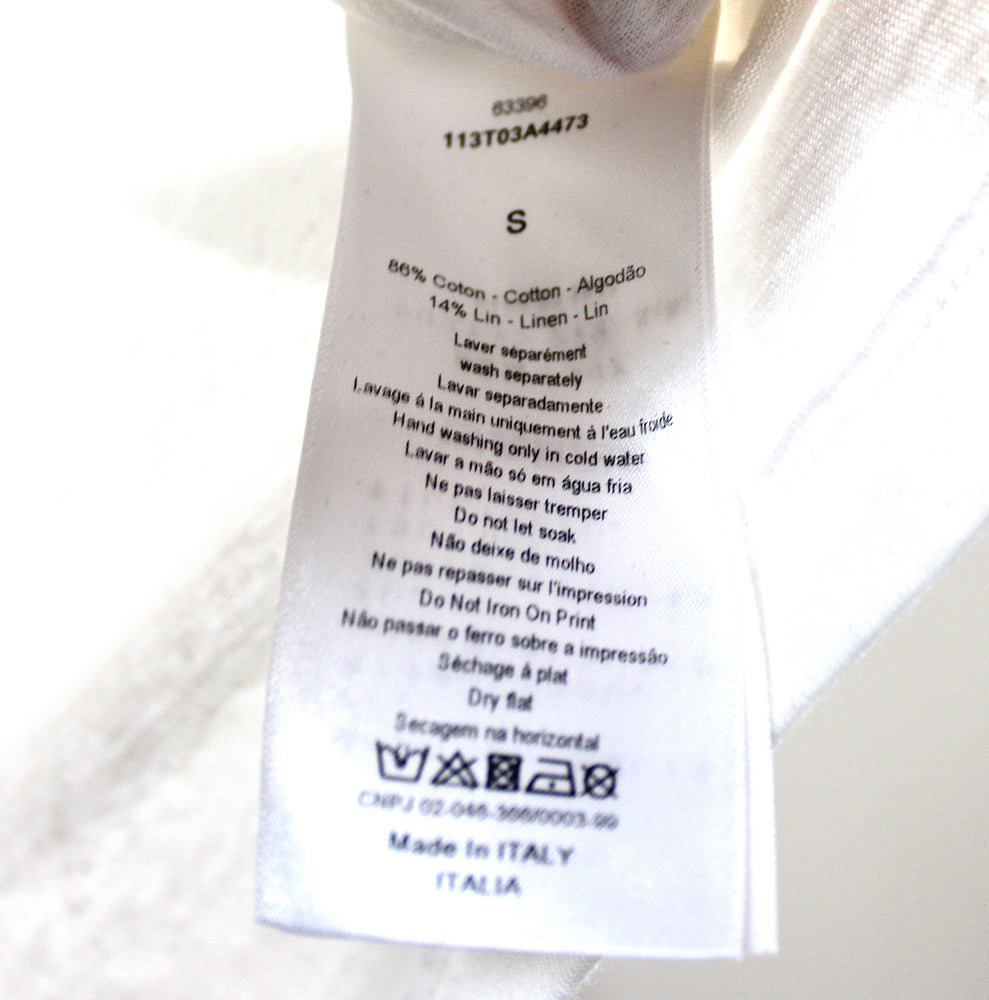 63396
113T03A4473
S
86% Coton - Cotton - Algodão
14% Lin - Linen - Lin
Laver séparément
wash separately
Lavar separadamente
Lavage á la main uniquement á l'eau froide
Hand washing only in cold water
Lavar a mão só em água fria
Ne pas laisser tremper
Do not let soak
Não deixe de molho
Ne pas repasser sur l'impression
Do Not Iron On Print
Não passar o ferro sobre a impressão
Séchage á plat
Dry flat
Secagem na horizontal
CNPJ 02-046-366/0003-99
Made In ITALY
ITALIA